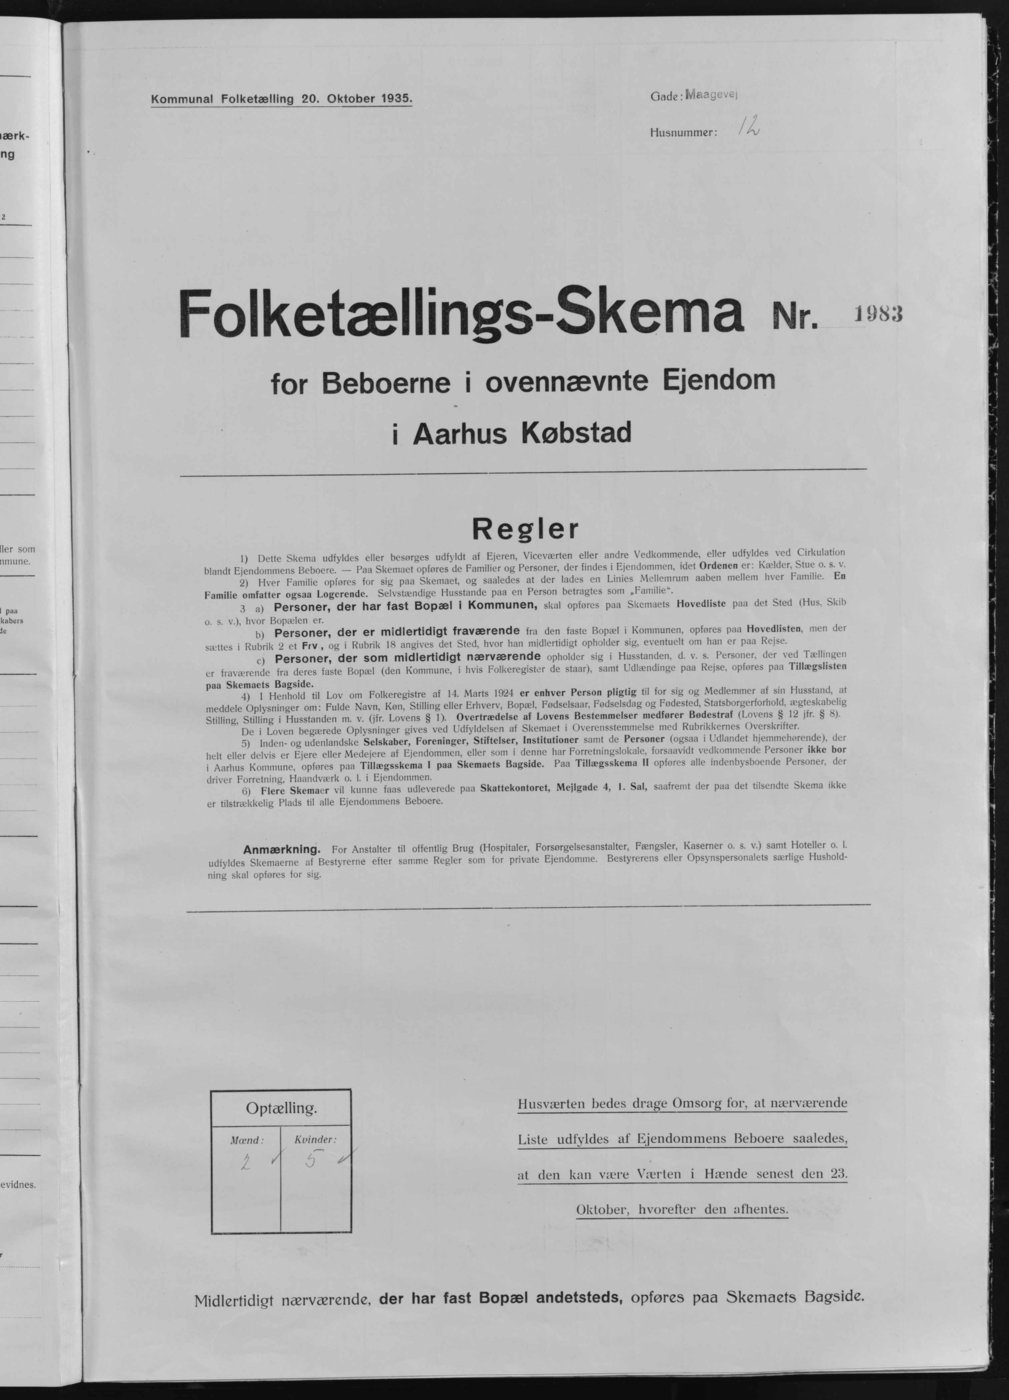 Kommunal Folketælling 20. Oktober 1935.
Gade: Maagevej
Husnummer: 12
Folketællings-Skema Nr. 1983
for Beboerne i ovennævnte Ejendom
i Aarhus Købstad
Regler
1) Dette Skema udfyldes eller besørges udfyldt af Ejeren, Viceværten eller andre Vedkommende, eller udfyldes ved Cirkulation
blandt Ejendommens Beboere. — Paa Skemaet opføres de Familier og Personer, der findes i Ejendommen, idet Ordenen er: Kælder, Stue o. s. v.
2) Hver Familie opføres for sig paa Skemaet, og saaledes at der lades en Linies Mellemrum aaben mellem hver Familie. En
Familie omfatter ogsaa Logerende. Selvstændige Husstande paa en Person betragtes som „Familie".
3 a) Personer, der har fast Bopæl i Kommunen, skal opføres paa Skemaets Hovedliste paa det Sted (Hus, Skib
o. s. v.), hvor Bopælen er.
b) Personer, der er midlertidigt fraværende fra den faste Bopæl i Kommunen, opføres paa Hovedlisten, men der
sættes i Rubrik 2 et Frv., og i Rubrik 18 angives det Sted, hvor han midlertidigt opholder sig, eventuelt om han er paa Rejse.
c) Personer, der som midlertidigt nærværende opholder sig i Husstanden, d. v. s. Personer, der ved Tællingen
er fraværende fra deres faste Bopæl (den Kommune, i hvis Folkeregister de staar), samt Udlændinge paa Rejse, opføres paa Tillægslisten
paa Skemaets Bagside.
4) I Henhold til Lov om Folkeregistre af 14. Marts 1924 er enhver Person pligtig til for sig og Medlemmer af sin Husstand, at
meddele Oplysninger om: Fulde Navn, Køn, Stilling eller Erhverv, Bopæl, Fødselsaar, Fødselsdag og Fødested, Statsborgerforhold, ægteskabelig
Stilling, Stilling i Husstanden m. v. (jfr. Lovens § 1). Overtrædelse af Lovens Bestemmelser medfører Bødestraf (Lovens § 12 jfr. § 8).
De i Loven begærede Oplysninger gives ved Udfyldelsen af Skemaet i Overensstemmelse med Rubrikkernes Overskrifter.
5) Inden- og udenlandske Selskaber, Foreninger, Stiftelser, Institutioner samt de Personer (ogsaa i Udlandet hjemmehørende), der
helt eller delvis er Ejere eller Medejere af Ejendommen, eller som i denne har Forretningslokale, forsaavidt vedkommende Personer ikke bor
i Aarhus Kommune, opføres paa Tillægsskema I paa Skemaets Bagside. Paa Tillægsskema II opføres alle indenbysboende Personer, der
driver Forretning, Haandværk o. l. i Ejendommen.
6) Flere Skemaer vil kunne faas udleverede paa Skattekontoret, Mejlgade 4, 1. Sal, saafremt der paa det tilsendte Skema ikke
er tilstrækkelig Plads til alle Ejendommens Beboere.
Anmærkning. For Anstalter til offentlig Brug (Hospitaler, Forsørgelsesanstalter, Fængsler, Kaserner o. s. v.) samt Hoteller o. l.
udfyldes Skemaerne af Bestyrerne efter samme Regler som for private Ejendomme. Bestyrerens eller Opsynspersonalets særlige Hushold-
ning skal opføres for sig.
Optælling.
Mænd: Kvinder:
2 ✓ 5 ✓
Husværten bedes drage Omsorg for, at nærværende
Liste udfyldes af Ejendommens Beboere saaledes,
at den kan være Værten i Hænde senest den 23.
Oktober, hvorefter den afhentes.
Midlertidigt nærværende, der har fast Bopæl andetsteds, opføres paa Skemaets Bagside.